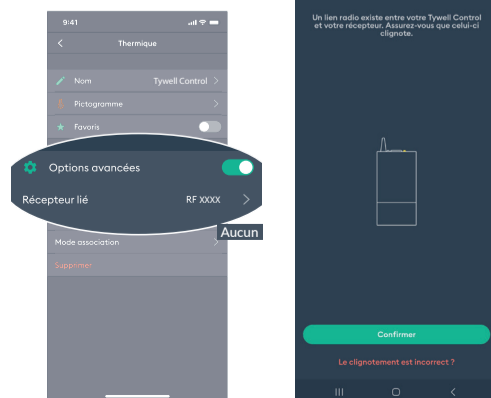 9:41
Thermique
Nom Tywell Control
Pictogramme
Favoris
Options avancées
Récepteur lié RF XXXX
Aucun
Mode association
Supprimer
Un lien radio existe entre votre Tywell Control
et votre récepteur. Assurez-vous que celui-ci
clignote.
Confirmer
Le clignotement est incorrect ?